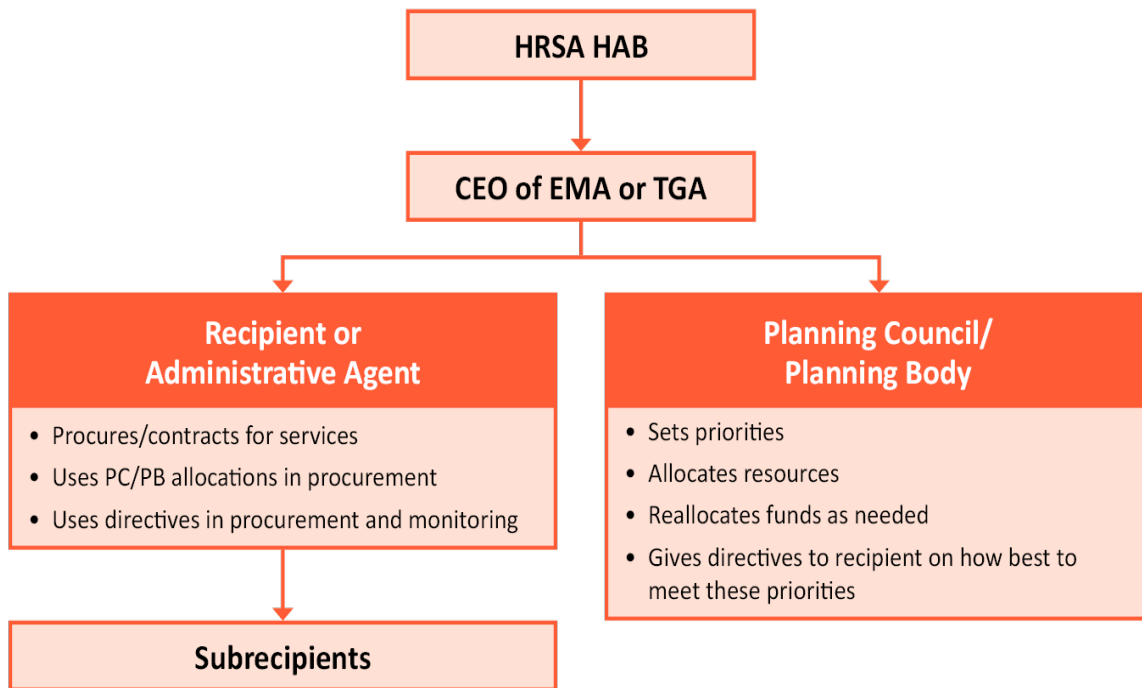 HRSA HAB
CEO of EMA or TGA
Recipient or
Administrative Agent
• Procures/contracts for services
• Uses PC/PB allocations in procurement
• Uses directives in procurement and monitoring
Subrecipients
Planning Council/
Planning Body
• Sets priorities
• Allocates resources
• Reallocates funds as needed
• Gives directives to recipient on how best to
meet these priorities